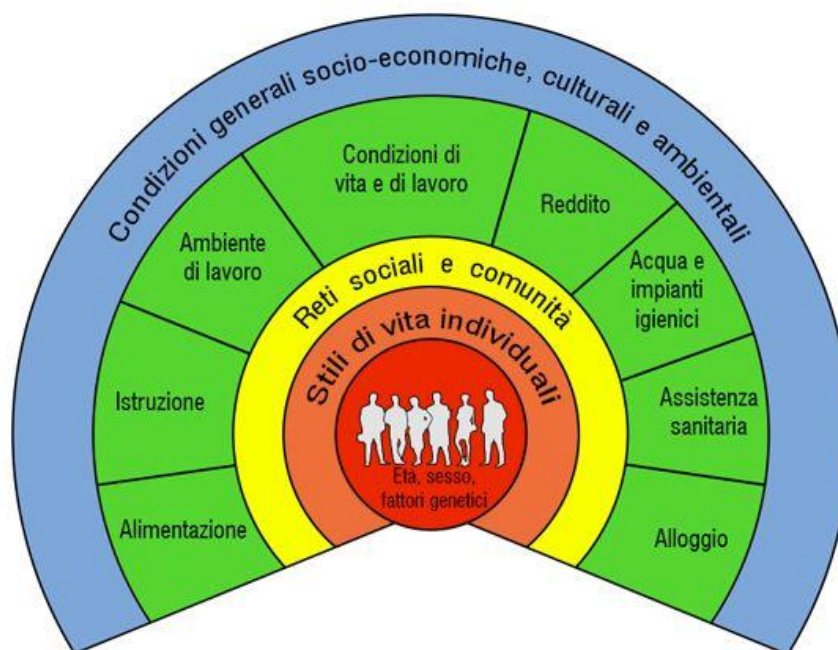 Condizioni generali socio-economiche, culturali e ambientali
Condizioni di
vita e di lavoro
Reddito
Ambiente
di lavoro
Acqua e
impianti
igienici
Reti sociali e comunità
Stili di vita individuali
Istruzione
Assistenza
sanitaria
Età, sesso,
fattori genetici
Alimentazione
Alloggio